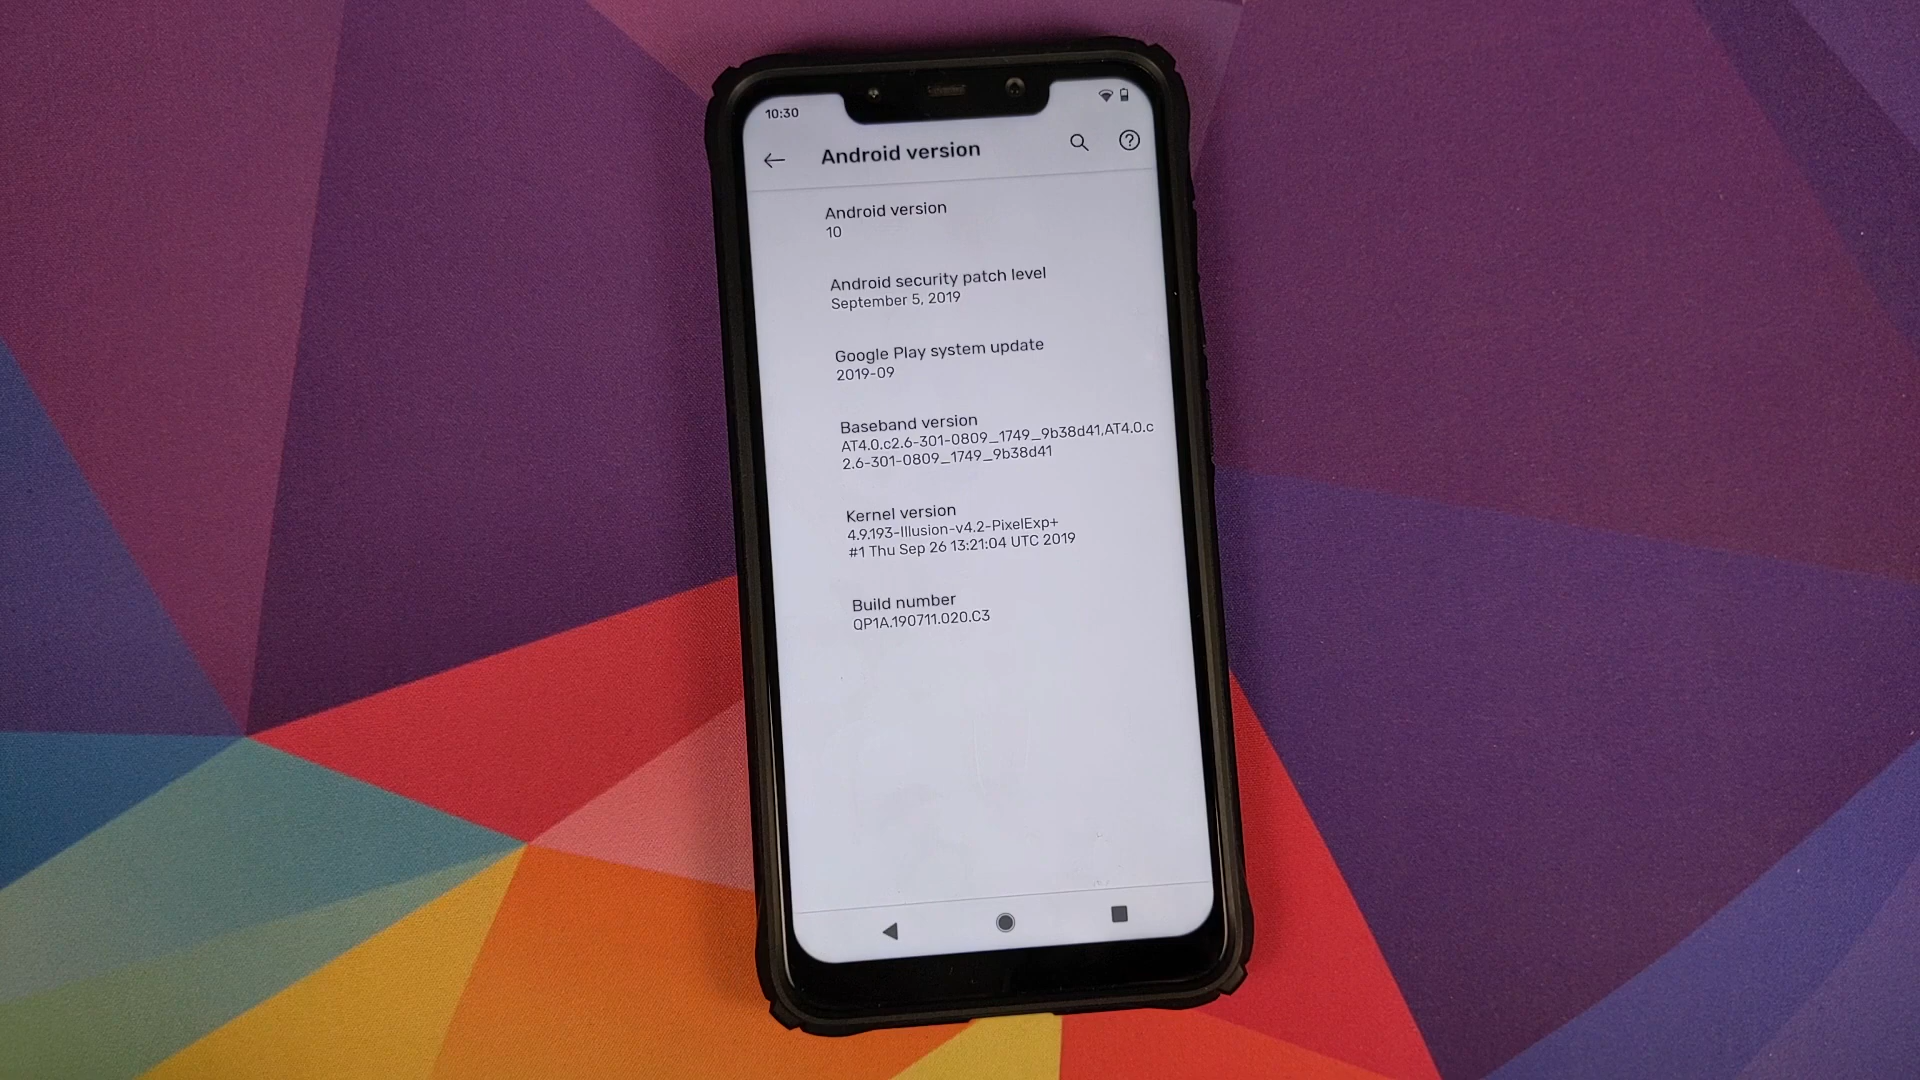 10:30
Android version
Android version
10
Android security patch level
September 5, 2019
Google Play system update
2019-09
Baseband version
AT4.0.c2.6-301-0809_1749_9b38d41,AT4.0.c
2.6-301-0809_1749_9b38d41
Kernel version
4.9.193-Illusion-v4.2-PixelExp+
#1 Thu Sep 26 13:21:04 UTC 2019
Build number
QP1A.190711.020.C3